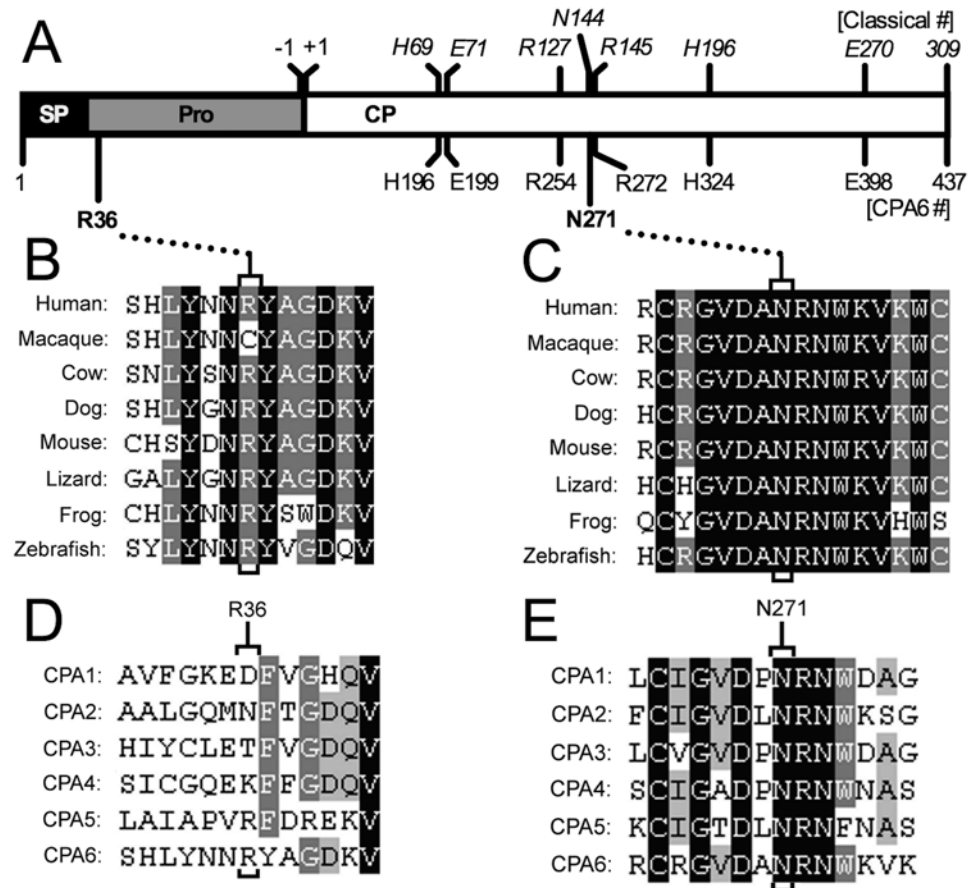 A
N144
[Classical #]
-1 +1 H69 E71 R127 R145 H196 E270 309
SP Pro CP
1 H196 E199 R254 R272 H324 E398 437
R36 N271 [CPA6 #]
B
Human: SHLYNNRYAGDKV
Macaque: SHLYNNCYAGDKV
Cow: SNLYSNRYAGDKV
Dog: SHLYGNRYAGDKV
Mouse: CHSYDNRYAGDKV
Lizard: GALYGNRYAGDKV
Frog: CHLYNNRYSWDKV
Zebrafish: SYLYNNRYVGDQV
C
Human: RCRGVDANRNWKVKWC
Macaque: RCRGVDANRNWKVKWC
Cow: RCRGVDANRNWRVKWC
Dog: HCRGVDANRNWKVKWC
Mouse: RCRGVDANRNWKVKWC
Lizard: HCHGVDANRNWKVKWC
Frog: QCYGVDANRNWKVHWS
Zebrafish: HCRGVDANRNWKVKWC
D
R36
CPA1: AVFGKEDFVGHQV
CPA2: AALGQMNFTGDQV
CPA3: HIYCLETFVGDQV
CPA4: SICGQEKFFGDQV
CPA5: LAIAPVRFDREKV
CPA6: SHLYNNRYAGDKV
E
N271
CPA1: LCIGVDPNRNWDAG
CPA2: FCIGVDLNRNWKSG
CPA3: LCVGVDPNRNWDAG
CPA4: SCIGADPNRNWNAS
CPA5: KCIGTDLNRNFNAS
CPA6: RCRGVDANRNWKVK